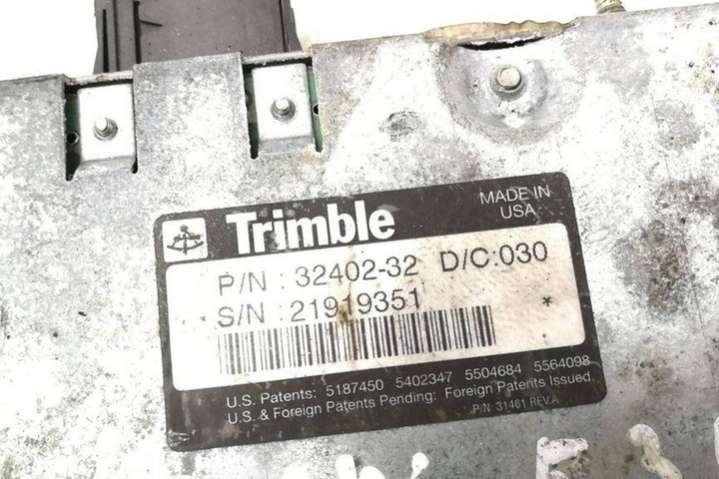 Trimble
MADE IN
USA
P/N : 32402-32 D/C:030
S/N : 21919351
*
U.S. Patents: 5187450 5402347 5504684 5564098
U.S. & Foreign Patents Pending: Foreign Patents Issued
P/N: 31461 REV.A